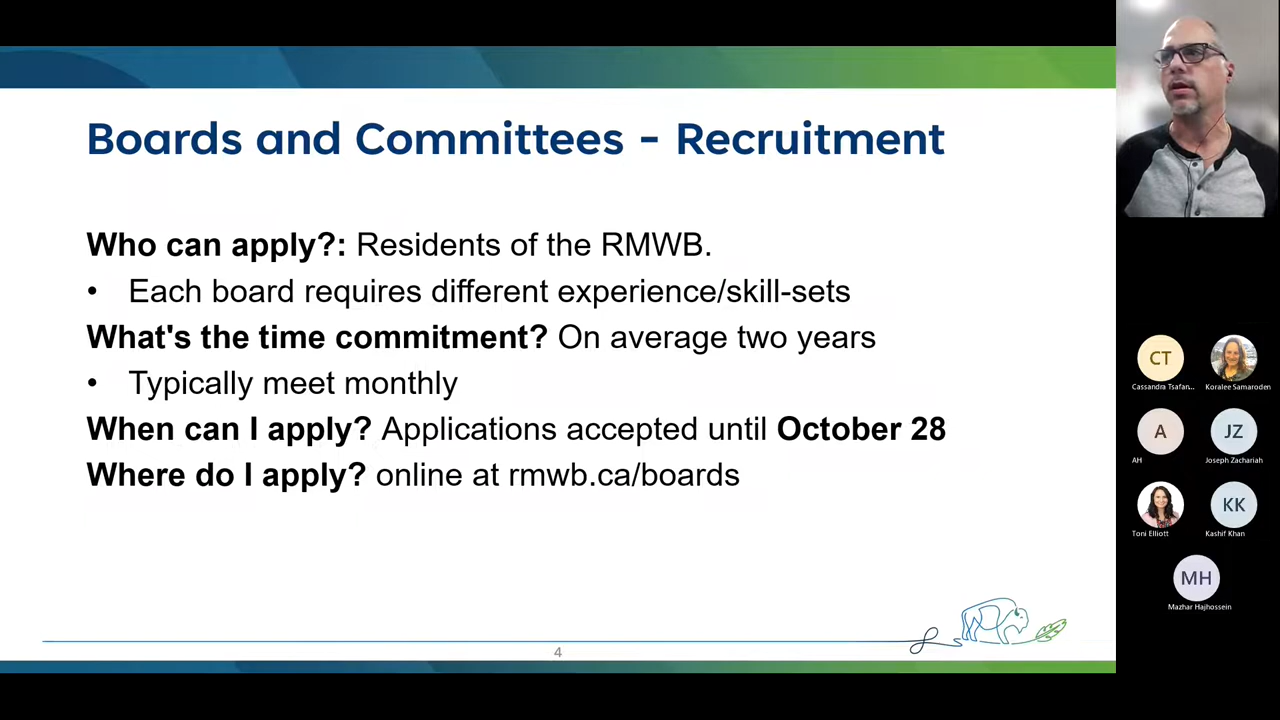 Boards and Committees - Recruitment
Who can apply?: Residents of the RMWB.
• Each board requires different experience/skill-sets
What's the time commitment? On average two years
• Typically meet monthly
When can I apply? Applications accepted until October 28
Where do I apply? online at rmwb.ca/boards
4
CT
Cassandra Tsafan...
Koralee Samaroden
A
AH
JZ
Joseph Zachariah
Toni Elliott
KK
Kashif Khan
MH
Mazhar Hajhossein